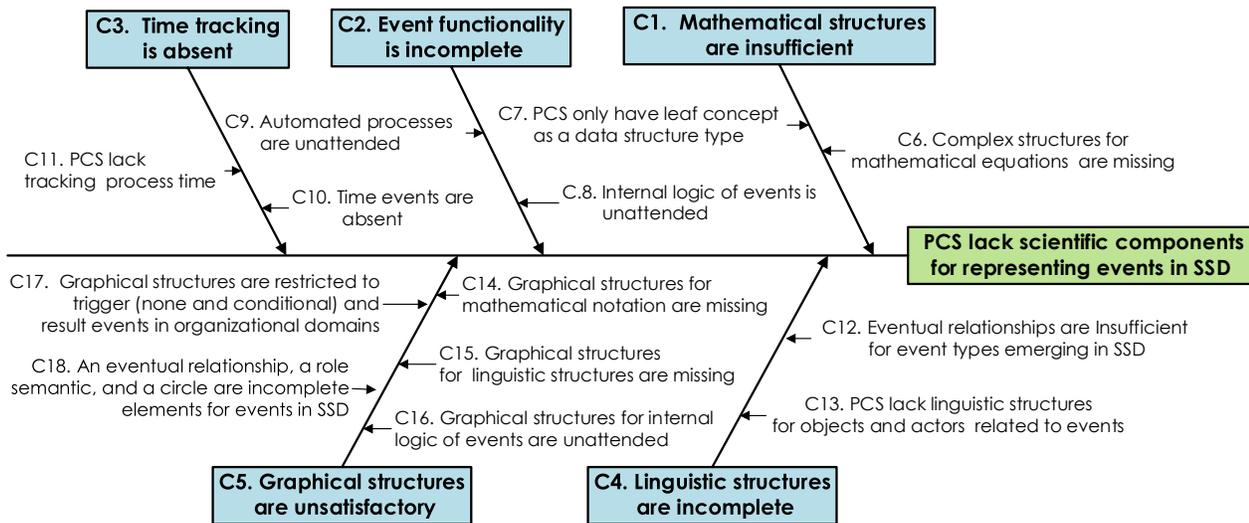 C3. Time tracking
is absent
C2. Event functionality
is incomplete
C1. Mathematical structures
are insufficient
C9. Automated processes
are unattended
C11. PCS lack
tracking process time
C10. Time events are
absent
C7. PCS only have leaf concept
as a data structure type
C6. Complex structures for
mathematical equations are missing
C.8. Internal logic of events is
unattended
PCS lack scientific components
for representing events in SSD
C17. Graphical structures are restricted to
trigger (none and conditional) and
result events in organizational domains
C14. Graphical structures for
mathematical notation are missing
C18. An eventual relationship, a role
semantic, and a circle are incomplete
elements for events in SSD
C15. Graphical structures
for linguistic structures are missing
C16. Graphical structures for internal
logic of events are unattended
C12. Eventual relationships are Insufficient
for event types emerging in SSD
C13. PCS lack linguistic structures
for objects and actors related to events
C5. Graphical structures
are unsatisfactory
C4. Linguistic structures
are incomplete